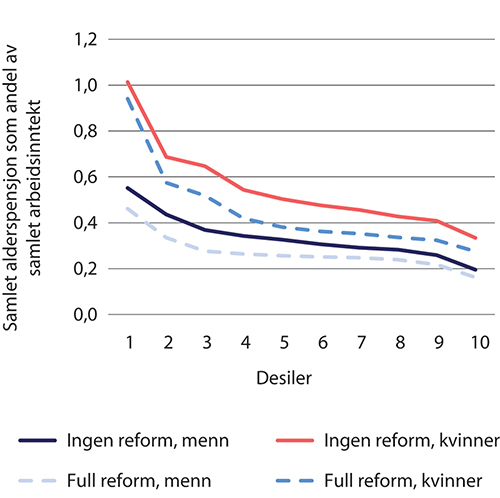 Samlet alderspensjon som andel av
samlet arbeidsinntekt
1,2
1,0
0,8
0,6
0,4
0,2
0,0
1 2 3 4 5 6 7 8 9 10
Desiler
Ingen reform, menn
Ingen reform, kvinner
Full reform, menn
Full reform, kvinner